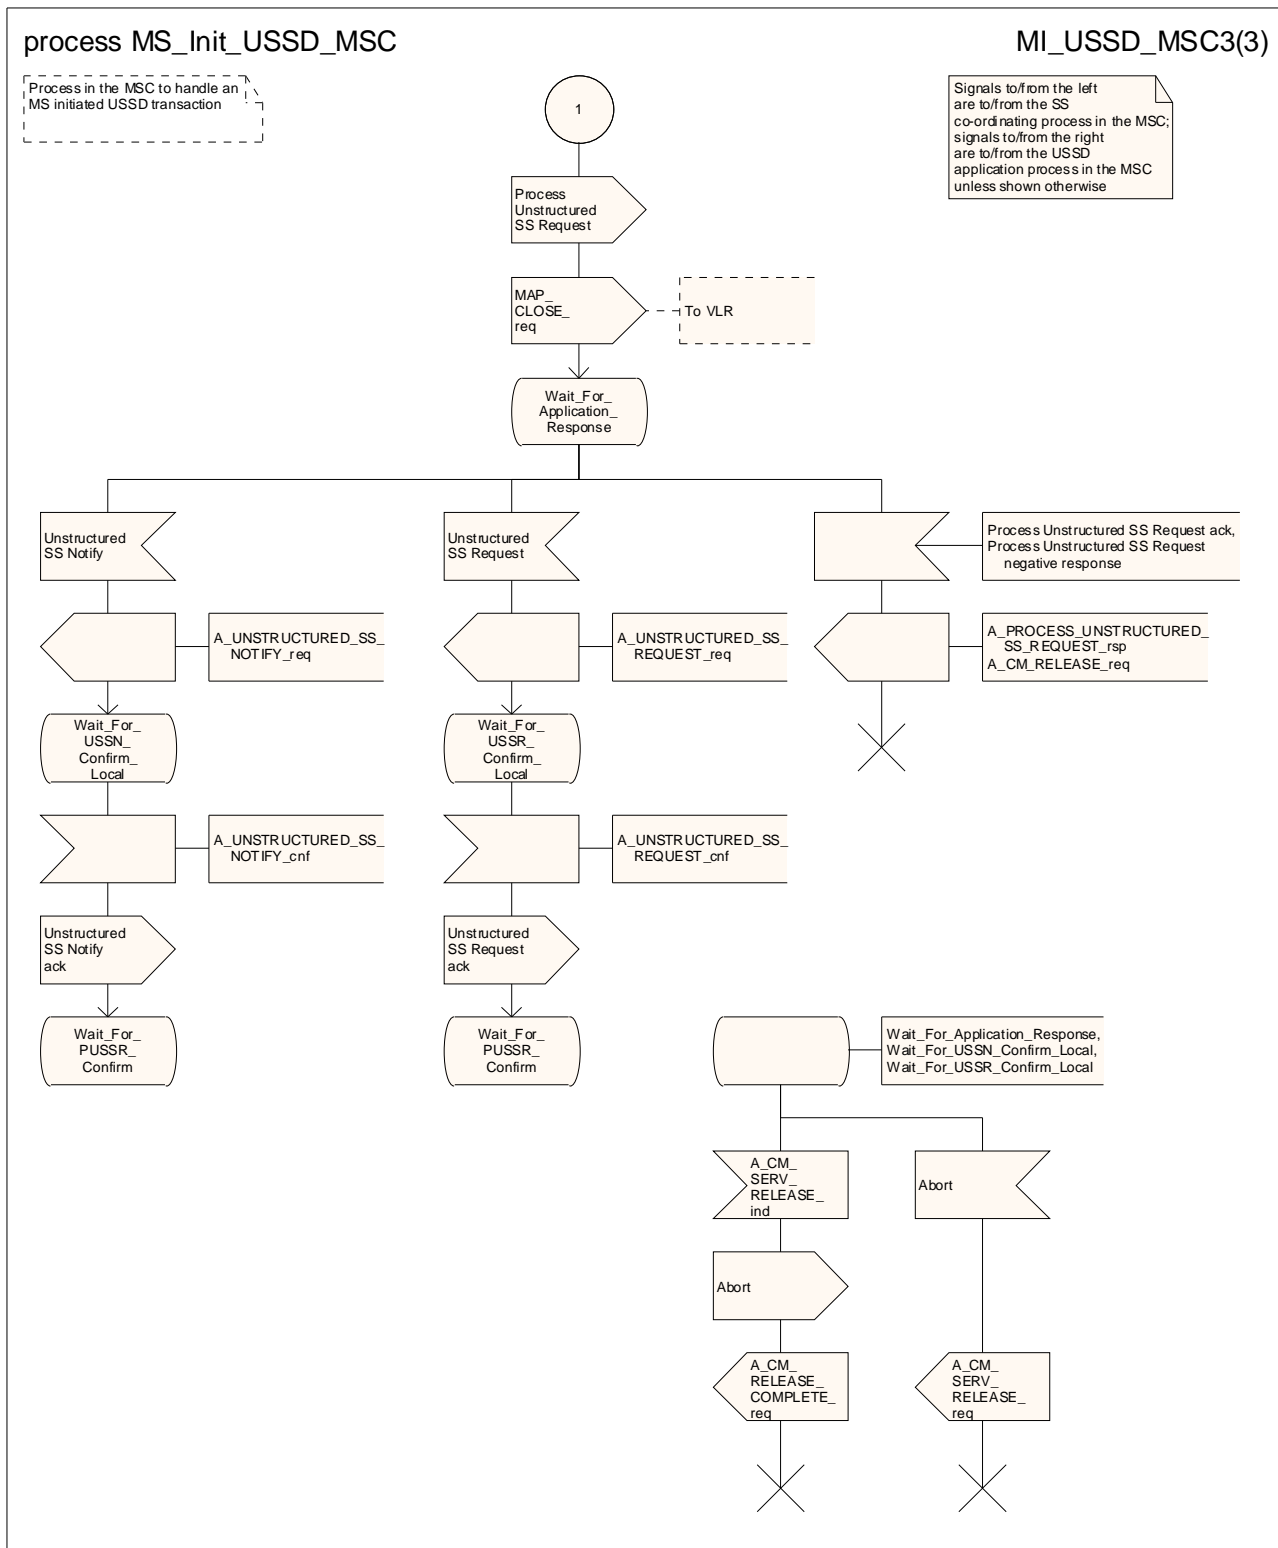 process MS_Init_USSD_MSC
MI_USSD_MSC3(3)
Process in the MSC to handle an
MS initiated USSD transaction
Signals to/from the left
are to/from the SS
co-ordinating process in the MSC;
signals to/from the right
are to/from the USSD
application process in the MSC
unless shown otherwise
1
Process
Unstructured
SS Request
MAP_
CLOSE_
req
To VLR
Wait_For_
Application_
Response
Unstructured
SS Notify
Unstructured
SS Request
Process Unstructured SS Request ack,
Process Unstructured SS Request
negative response
A_UNSTRUCTURED_SS_
NOTIFY_req
A_UNSTRUCTURED_SS_
REQUEST_req
A_PROCESS_UNSTRUCTURED_
SS_REQUEST_rsp
A_CM_RELEASE_req
Wait_For_
USSN_
Confirm_
Local
Wait_For_
USSR_
Confirm_
Local
A_UNSTRUCTURED_SS_
NOTIFY_cnf
A_UNSTRUCTURED_SS_
REQUEST_cnf
Unstructured
SS Notify
ack
Unstructured
SS Request
ack
Wait_For_
PUSSR_
Confirm
Wait_For_
PUSSR_
Confirm
Wait_For_Application_Response,
Wait_For_USSN_Confirm_Local,
Wait_For_USSR_Confirm_Local
A_CM_
SERV_
RELEASE_
ind
Abort
Abort
A_CM_
RELEASE_
COMPLETE_
req
A_CM_
SERV_
RELEASE_
req